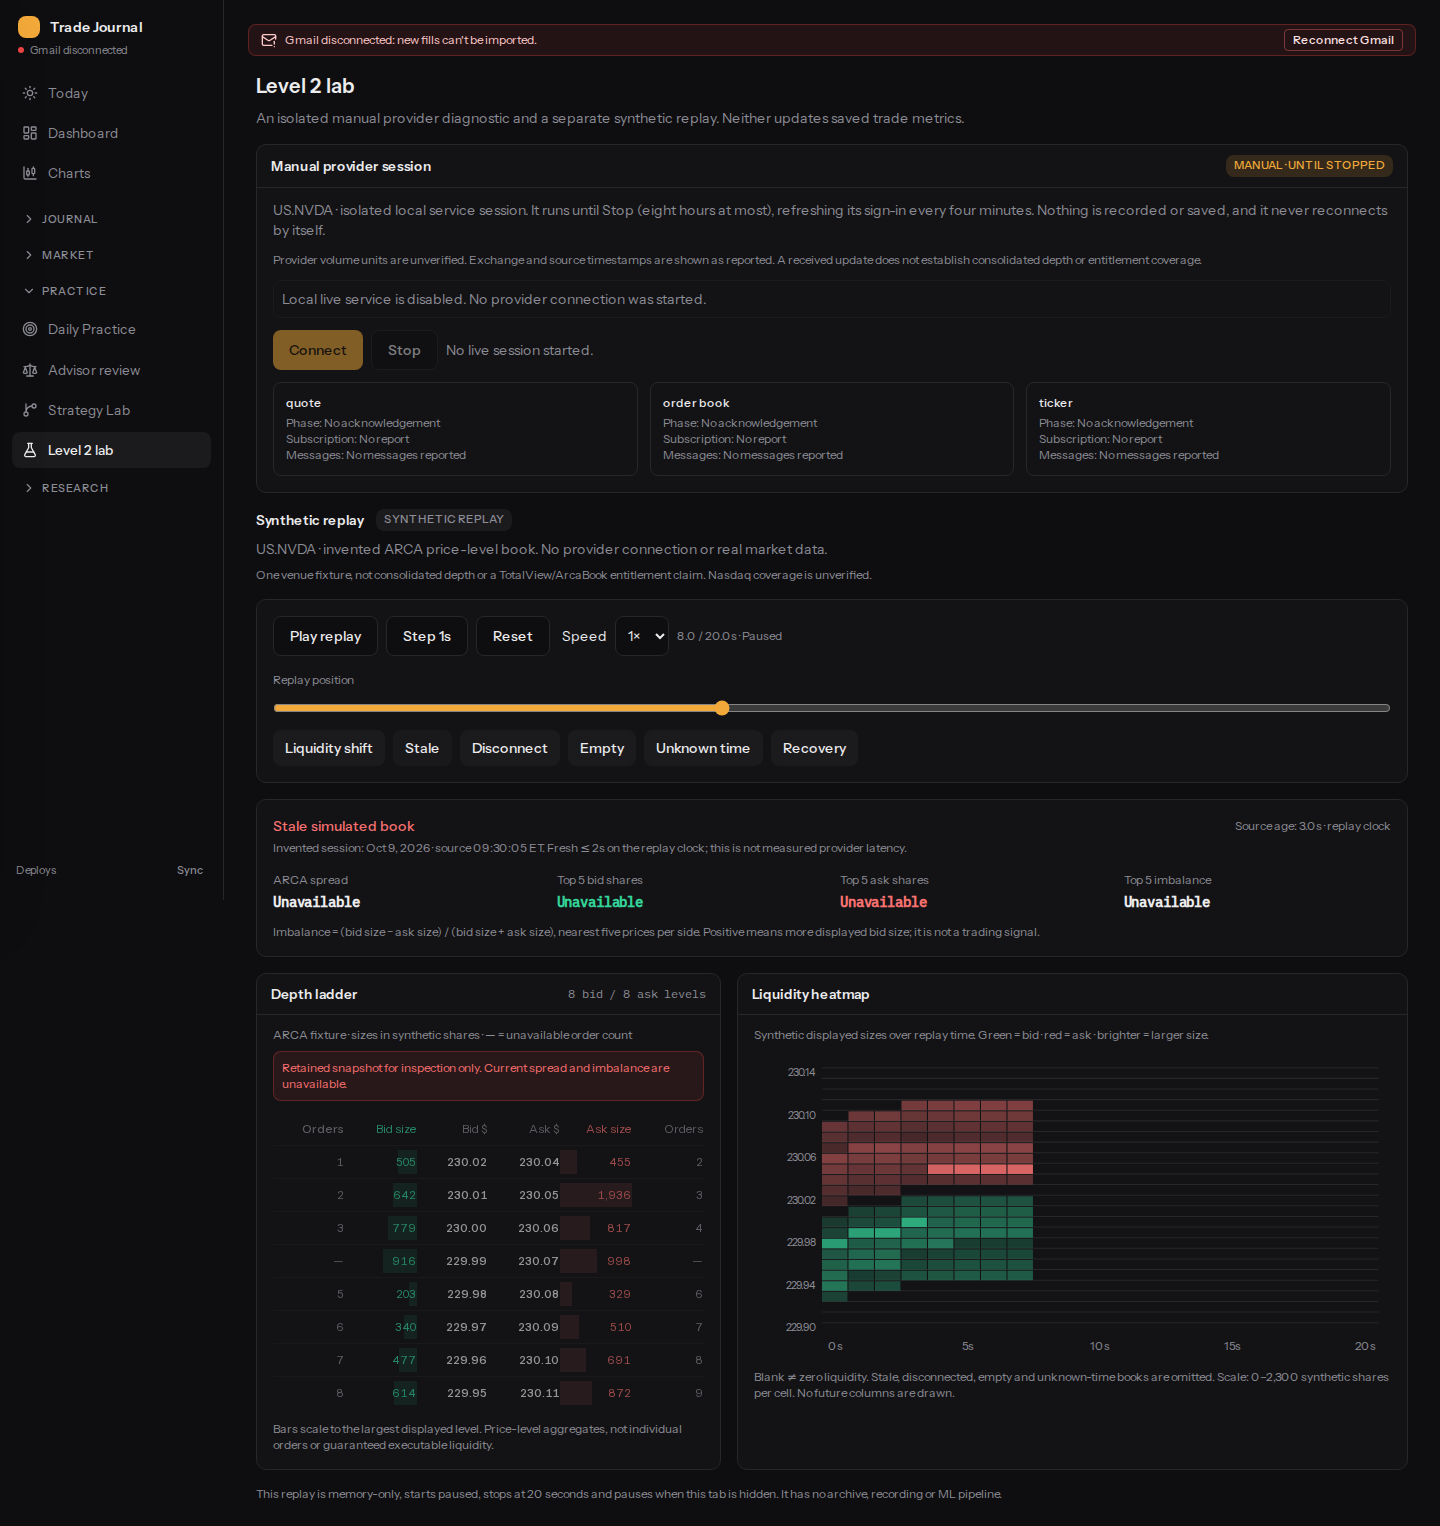 Trade Journal
Gmail disconnected
Today
Dashboard
Charts
JOURNAL
MARKET
PRACTICE
Daily Practice
Advisor review
Strategy Lab
Level 2 lab
RESEARCH
Deploys Sync
Gmail disconnected: new fills can't be imported. Reconnect Gmail
Level 2 lab
An isolated manual provider diagnostic and a separate synthetic replay. Neither updates saved trade metrics.
Manual provider session MANUAL · UNTIL STOPPED
US.NVDA · isolated local service session. It runs until Stop (eight hours at most), refreshing its sign-in every four minutes. Nothing is recorded or saved, and it never reconnects
by itself.
Provider volume units are unverified. Exchange and source timestamps are shown as reported. A received update does not establish consolidated depth or entitlement coverage.
Local live service is disabled. No provider connection was started.
Connect Stop No live session started.
quote order book ticker
Phase: No acknowledgement Phase: No acknowledgement Phase: No acknowledgement
Subscription: No report Subscription: No report Subscription: No report
Messages: No messages reported Messages: No messages reported Messages: No messages reported
Synthetic replay SYNTHETIC REPLAY
US.NVDA · invented ARCA price-level book. No provider connection or real market data.
One venue fixture, not consolidated depth or a TotalView/ArcaBook entitlement claim. Nasdaq coverage is unverified.
Play replay Step 1s Reset Speed 1× 8.0 / 20.0 s · Paused
Replay position
Liquidity shift Stale Disconnect Empty Unknown time Recovery
Stale simulated book Source age: 3.0 s · replay clock
Invented session: Oct 9, 2026 · source 09:30:05 ET. Fresh ≤ 2s on the replay clock; this is not measured provider latency.
ARCA spread Top 5 bid shares Top 5 ask shares Top 5 imbalance
Unavailable Unavailable Unavailable Unavailable
Imbalance = (bid size − ask size) / (bid size + ask size), nearest five prices per side. Positive means more displayed bid size; it is not a trading signal.
Depth ladder 8 bid / 8 ask levels
ARCA fixture · sizes in synthetic shares · — = unavailable order count
Retained snapshot for inspection only. Current spread and imbalance are
unavailable.
Orders Bid size Bid $ Ask $ Ask size Orders
1 505 230.02 230.04 455 2
2 642 230.01 230.05 1,936 3
3 779 230.00 230.06 817 4
— 916 229.99 230.07 998 —
5 203 229.98 230.08 329 6
6 340 229.97 230.09 510 7
7 477 229.96 230.10 691 8
8 614 229.95 230.11 872 9
Bars scale to the largest displayed level. Price-level aggregates, not individual
orders or guaranteed executable liquidity.
Liquidity heatmap
Synthetic displayed sizes over replay time. Green = bid · red = ask · brighter = larger size.
230.14
230.10
230.06
230.02
229.98
229.94
229.90
0s 5s 10s 15s 20s
Blank ≠ zero liquidity. Stale, disconnected, empty and unknown-time books are omitted. Scale: 0–2,300 synthetic shares
per cell. No future columns are drawn.
This replay is memory-only, starts paused, stops at 20 seconds and pauses when this tab is hidden. It has no archive, recording or ML pipeline.